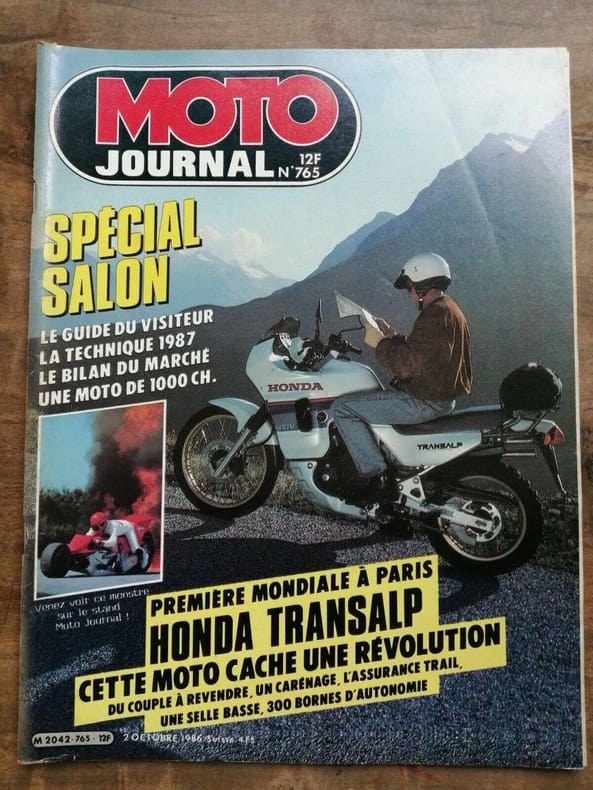 MOTO
JOURNAL
12F
N°765
SPÉCIAL
SALON
LE GUIDE DU VISITEUR
LA TECHNIQUE 1987
LE BILAN DU MARCHÉ
UNE MOTO DE 1000 CH.
HONDA
TRANSALP
Venez voir ce monstre
sur le stand
Moto Journal !
PREMIÈRE MONDIALE À PARIS
HONDA TRANSALP
CETTE MOTO CACHE UNE RÉVOLUTION
DU COUPLE À REVENDRE, UN CARÉNAGE, L'ASSURANCE TRAIL,
UNE SELLE BASSE, 300 BORNES D'AUTONOMIE
M 2042-765-12F
2 OCTOBRE 1986/Suisse 4FS